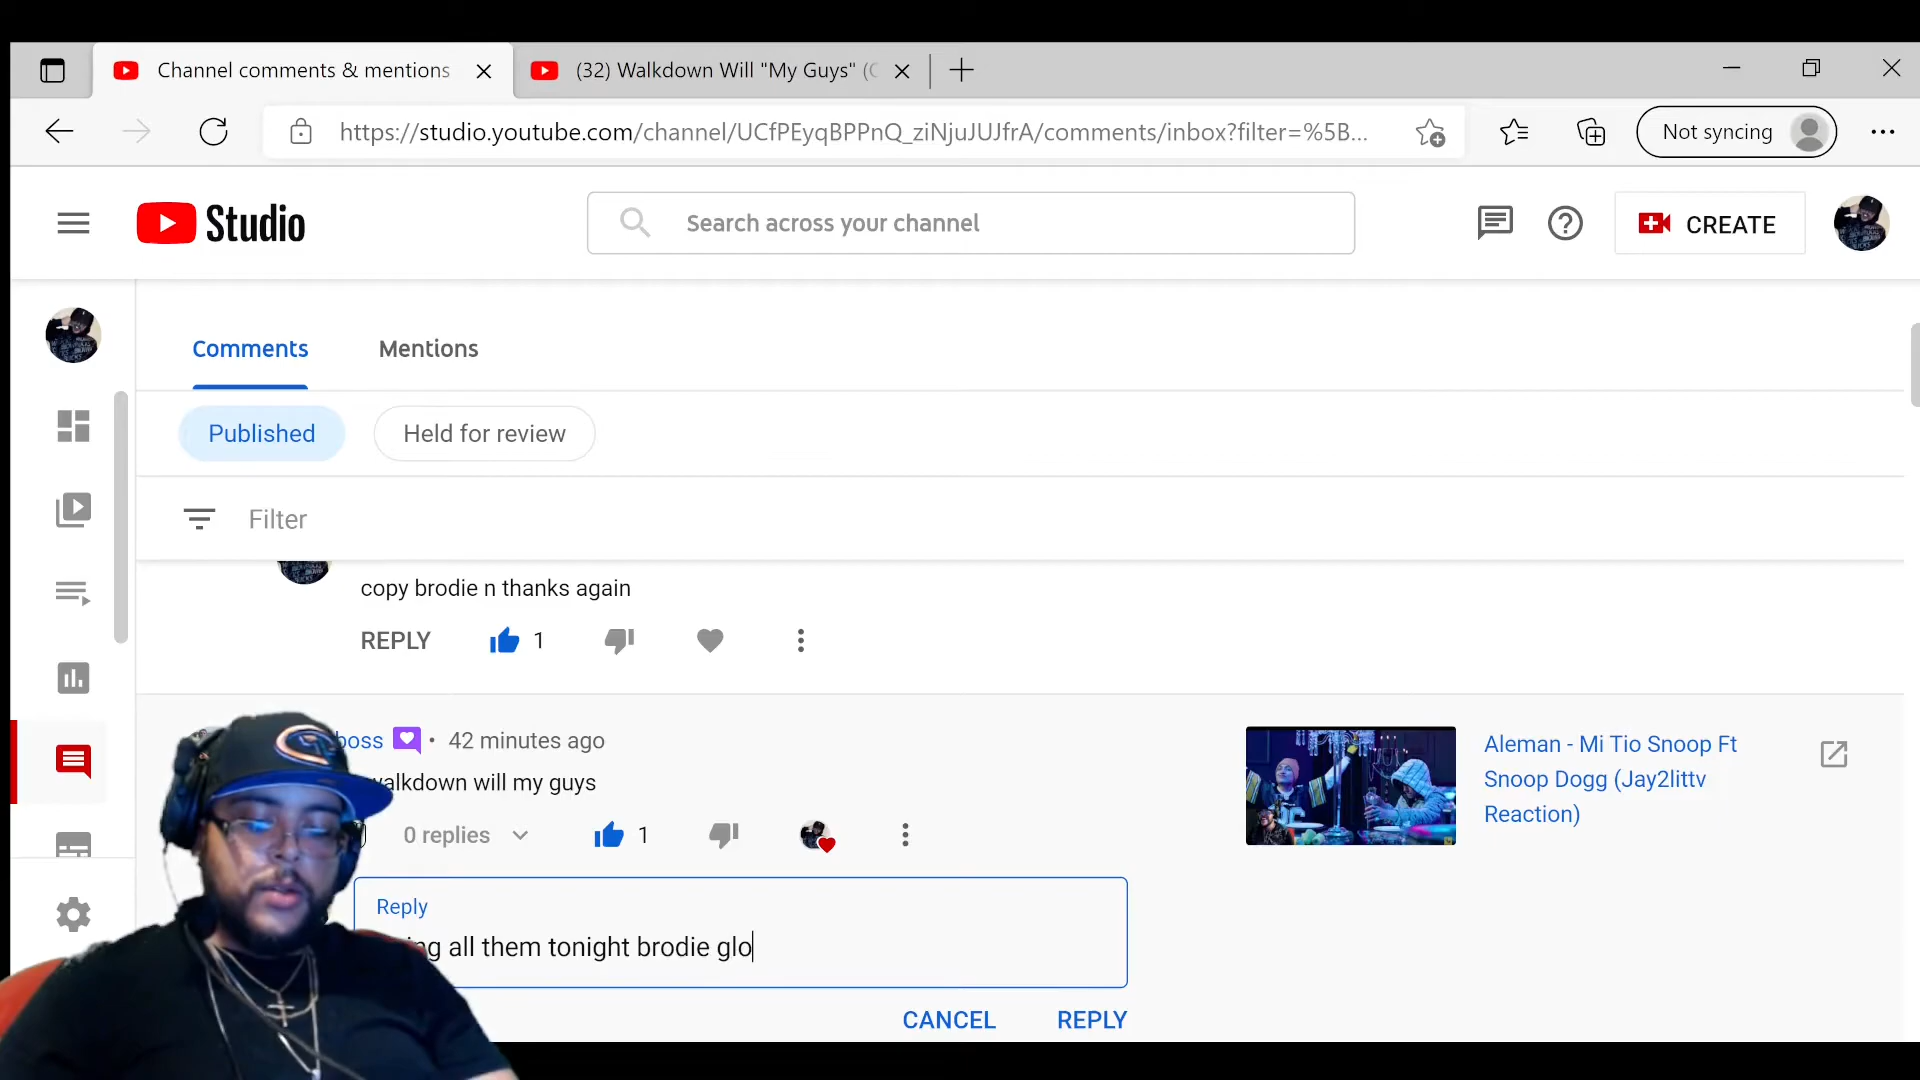 Channel comments & mentions
(32) Walkdown Will "My Guys" (
https://studio.youtube.com/channel/UCfPEyqBPPnQ_ziNjuJUJfrA/comments/inbox?filter=%5B...
Not syncing
Studio
Search across your channel
CREATE
Comments
Mentions
Published
Held for review
Filter
copy brodie n thanks again
REPLY
1
boss • 42 minutes ago
walkdown will my guys
0 replies
1
Aleman - Mi Tio Snoop Ft
Snoop Dogg (Jay2littv
Reaction)
Reply
all them tonight brodie glo
CANCEL
REPLY